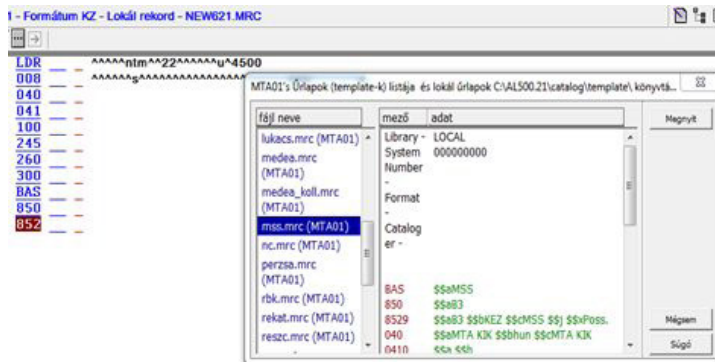 1 - Formátum KZ - Lokál rekord - NEW621.MRC
LDR ^^^^^ntm^^22^^^^^^u^4500
008 ^^^^^^s^^^^^^^^^^^^^^^^^
040
041
100
245
260
300
BAS
850
852
MTA01's Űrlapok (template-k) listája és lokál űrlapok C:\AL500.21\catalog\template\ könyvtá...
fájl neve
lukacs.mrc (MTA01)
medea.mrc
(MTA01)
medea_koll.mrc
(MTA01)
mss.mrc (MTA01)
nc.mrc (MTA01)
perzsa.mrc
(MTA01)
rbk.mrc (MTA01)
rekat.mrc (MTA01)
reszc.mrc (MTA01)
mező adat
Library - LOCAL
System 000000000
Number
-
Format
-
Catalog
er -
BAS $$aMSS
850 $$aB3
8529 $$aB3 $$bKEZ $$cMSS $$j $$xPoss.
040 $$aMTA KIK $$bhun $$cMTA KIK
0410 $$a $$h
Megnyit
Mégsem
Súgó